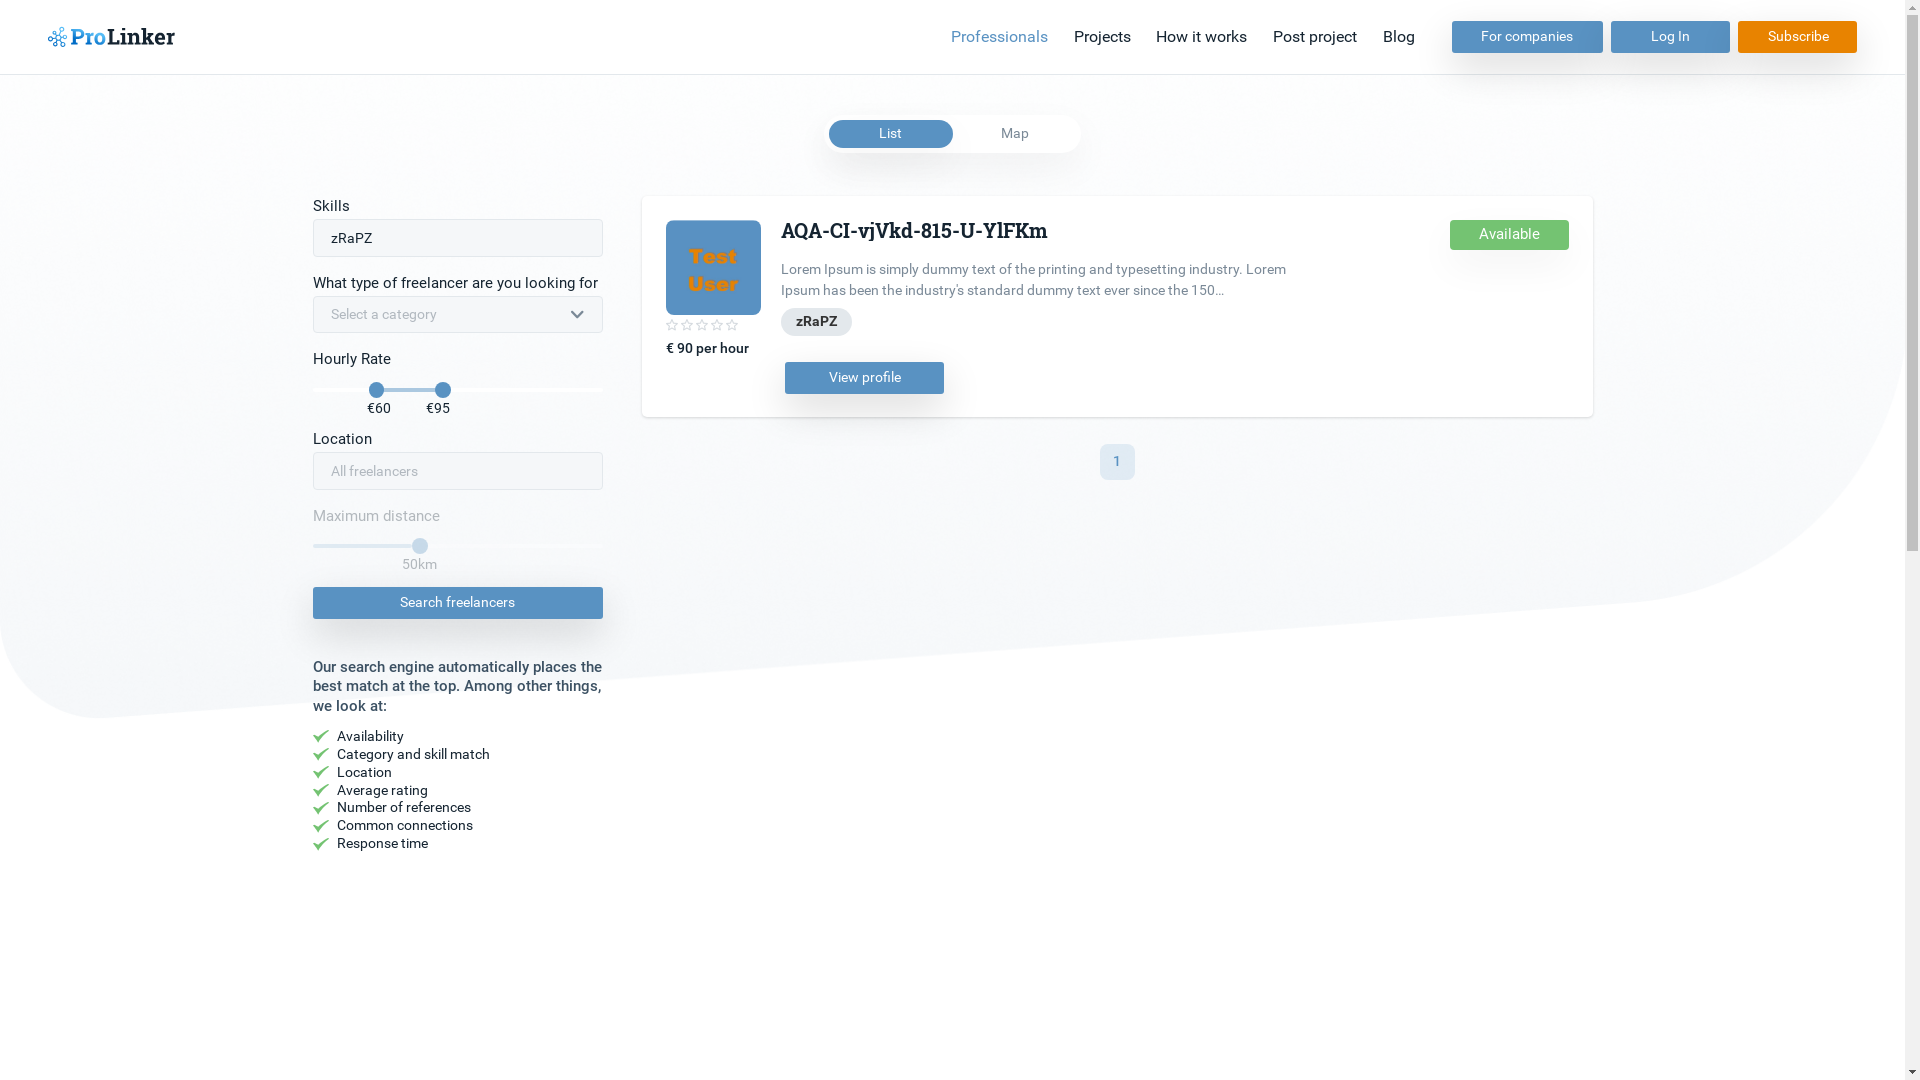 ProLinker
Professionals
Projects
How it works
Post project
Blog
For companies
Log In
Subscribe
List
Map
Skills
zRaPZ
What type of freelancer are you looking for
Select a category
Hourly Rate
€60
€95
Location
All freelancers
Maximum distance
50km
Search freelancers
Our search engine automatically places the
best match at the top. Among other things,
we look at:
Availability
Category and skill match
Location
Average rating
Number of references
Common connections
Response time
Test
User
€ 90 per hour
AQA-CI-vjVkd-815-U-YlFKm
Lorem Ipsum is simply dummy text of the printing and typesetting industry. Lorem
Ipsum has been the industry's standard dummy text ever since the 150...
zRaPZ
View profile
Available
1